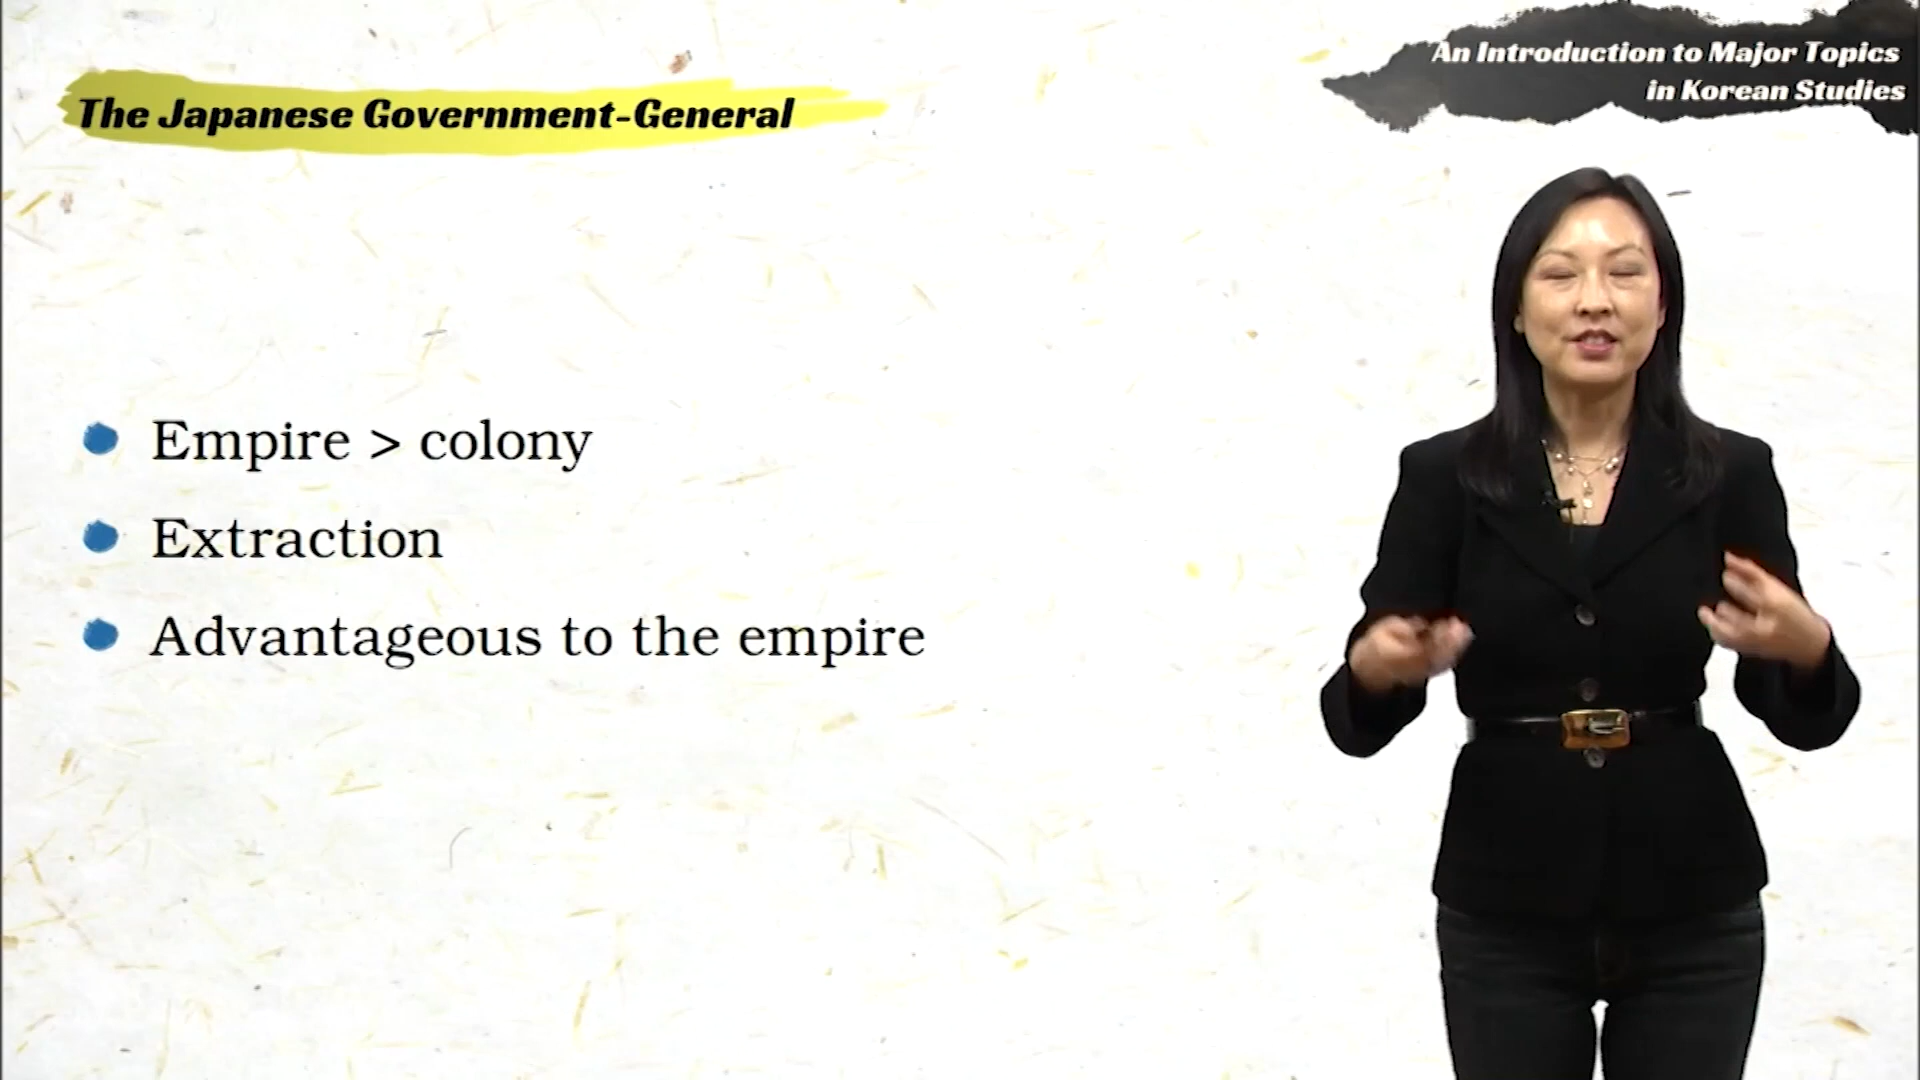 The Japanese Government-General
An Introduction to Major Topics
in Korean Studies
Empire > colony
Extraction
Advantageous to the empire